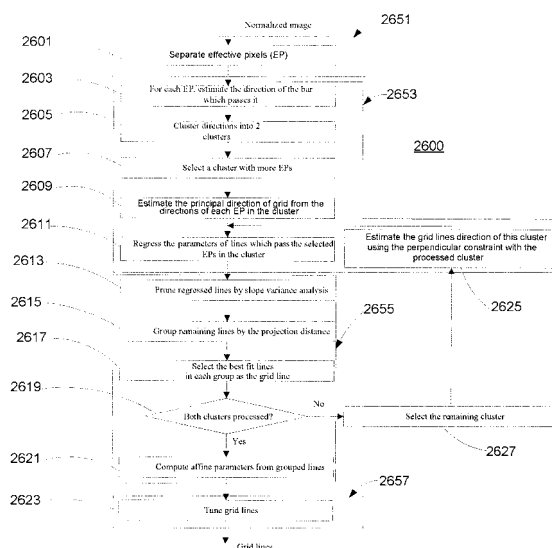 Normalized image
2651
2601
Separate effective pixels (EP)
2603
For each EP, estimate the direction of the bar
which passes it
2653
2605
Cluster directions into 2
clusters
2600
2607
Select a cluster with more EPs
2609
Estimate the principal direction of grid from the
directions of each EP in the cluster
2611
Regress the parameters of lines which pass the selected
EPs in the cluster
Estimate the grid lines direction of this cluster
using the perpendicular constraint with the
processed cluster
2613
Prune regressed lines by slope variance analysis
2625
2615
Group remaining lines by the projection distance
2655
2617
Select the best fit lines
in each group as the grid line
2619
Both clusters processed?
No
Select the remaining cluster
Yes
2627
2621
Compute affine parameters from grouped lines
2657
2623
Tune grid lines
Grid lines